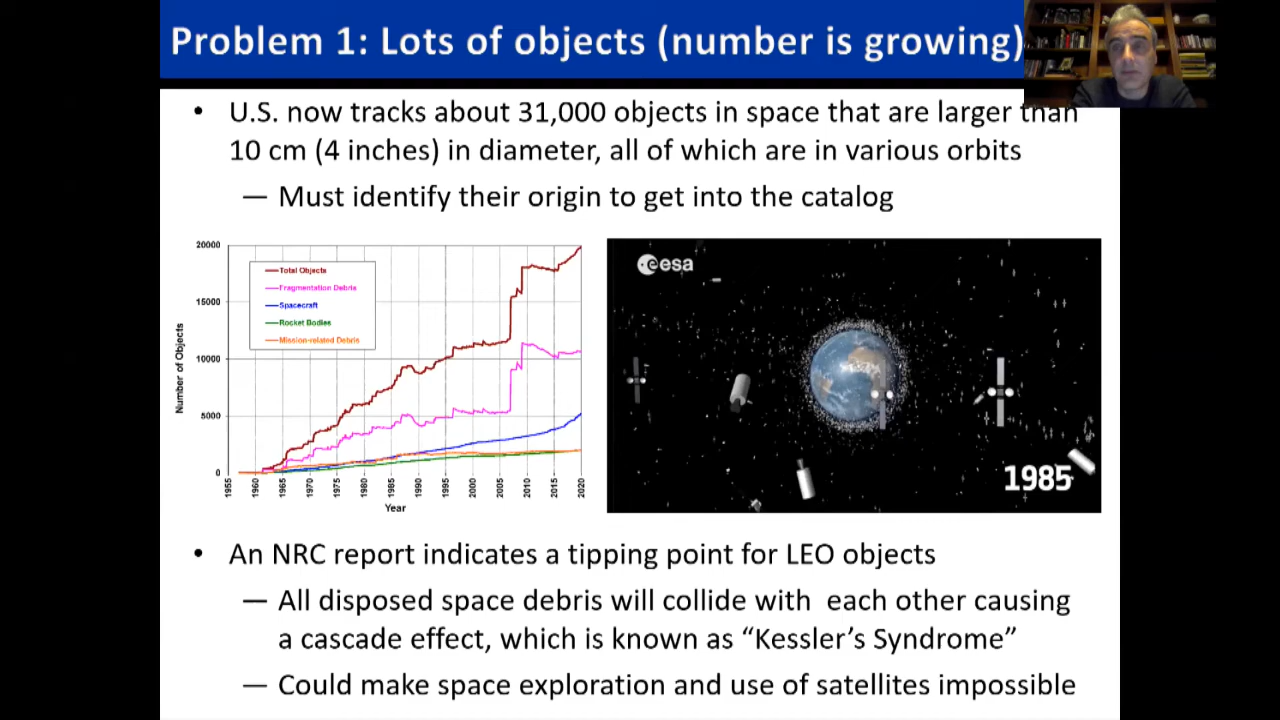 Problem 1: Lots of objects (number is growing)
• U.S. now tracks about 31,000 objects in space that are larger than
10 cm (4 inches) in diameter, all of which are in various orbits
— Must identify their origin to get into the catalog
20000
15000
10000
5000
0
Number of Objects
Total Objects
Fragmentation Debris
Spacecraft
Rocket Bodies
Mission-related Debris
1955
1960
1965
1970
1975
1980
1985
1990
1995
2000
2005
2010
2015
2020
Year
esa
1985
• An NRC report indicates a tipping point for LEO objects
— All disposed space debris will collide with each other causing
a cascade effect, which is known as “Kessler’s Syndrome”
— Could make space exploration and use of satellites impossible